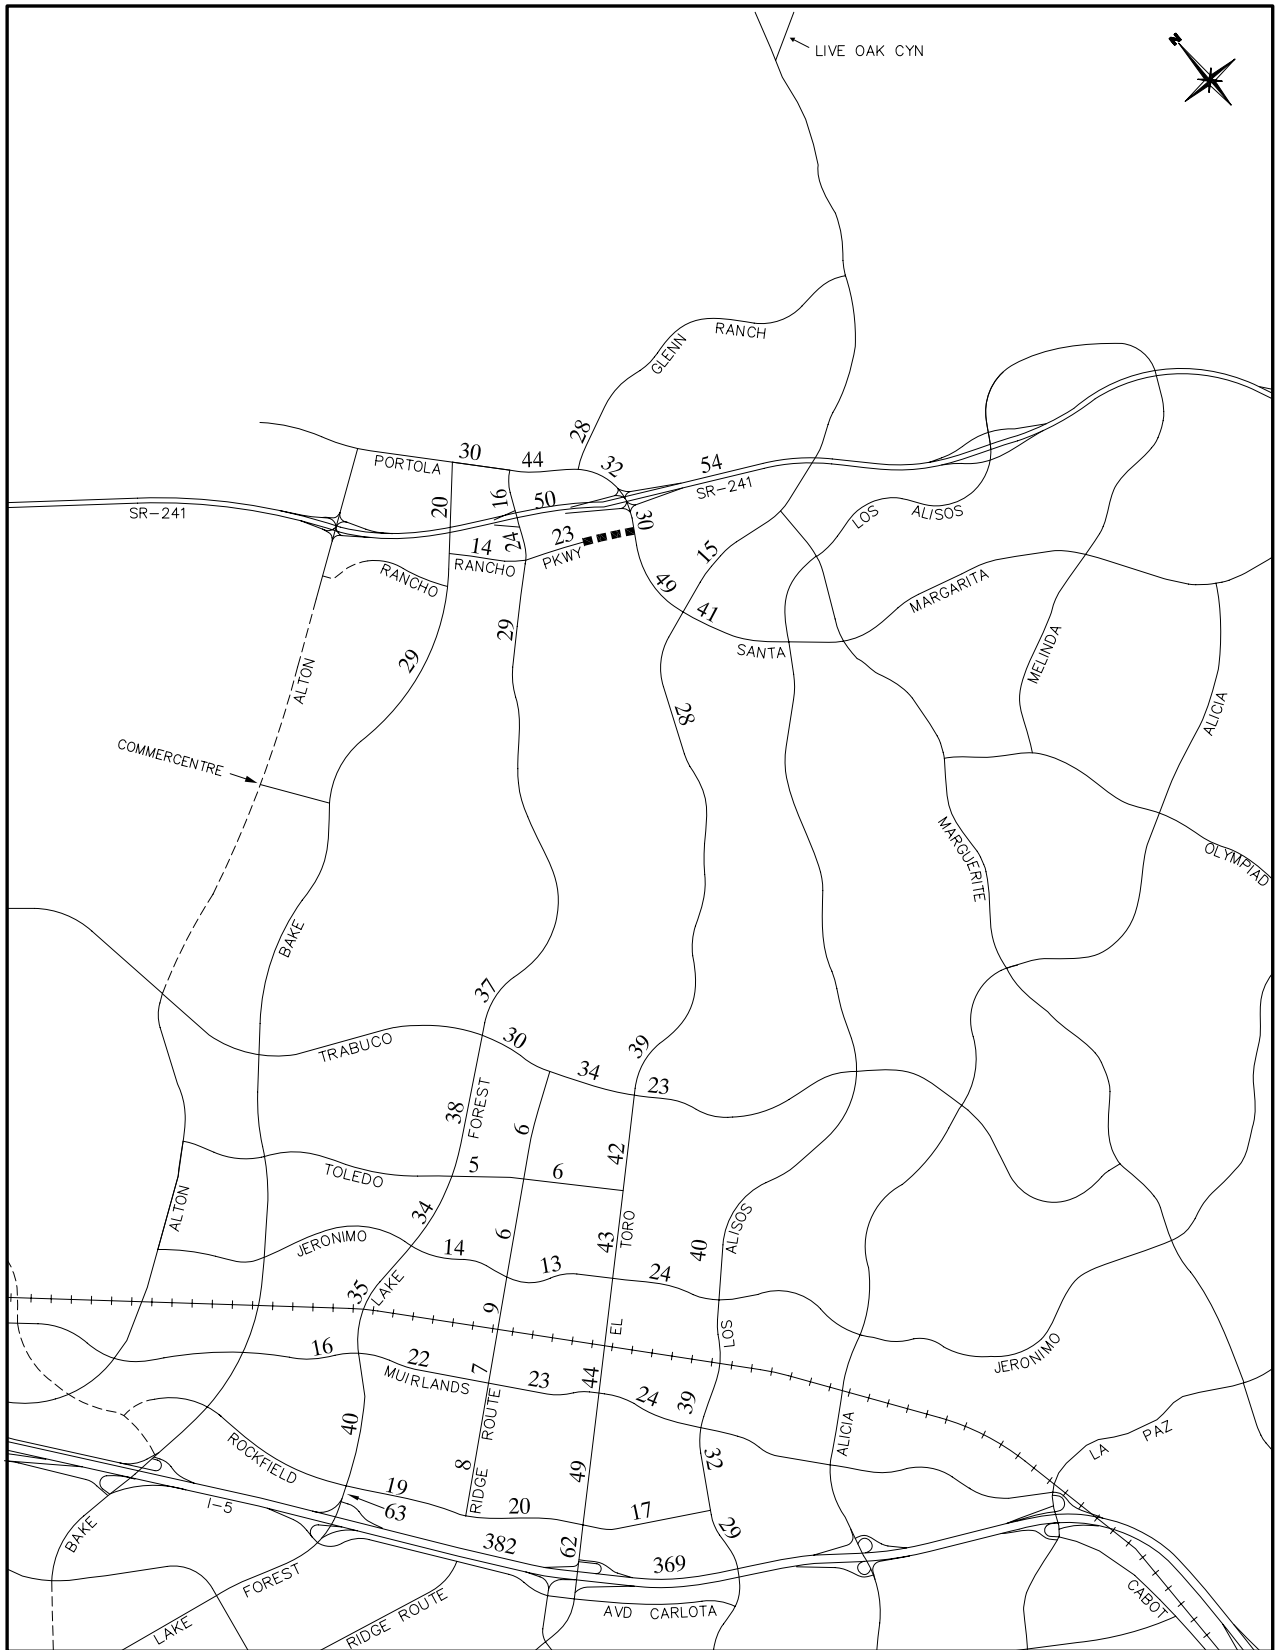 N
LIVE OAK CYN
GLENN
RANCH
28
PORTOLA
30
44
32
54
SR-241
SR-241
20
16
50
30
14
24
23
RANCHO
PKWY
RANCHO
LOS
ALISOS
15
49
41
SANTA
MARGARITA
29
29
ALTON
28
MELINDA
ALICIA
COMMERCENTRE
MARGUERITE
OLYMPIAD
BAKE
37
30
TRABUCO
34
39
23
38
FOREST
6
42
TOLEDO
5
6
ALTON
34
6
43
TORO
40
ALISOS
JERONIMO
14
13
24
35
LAKE
9
EL
LOS
16
22
MUIRLANDS
7
23
44
24
39
JERONIMO
40
ROUTE
ROCKFIELD
ALICIA
LA
PAZ
32
8
RIDGE
49
19
63
20
17
29
I-5
BAKE
382
62
369
LAKE
FOREST
RIDGE ROUTE
AVD CARLOTA
CABOT